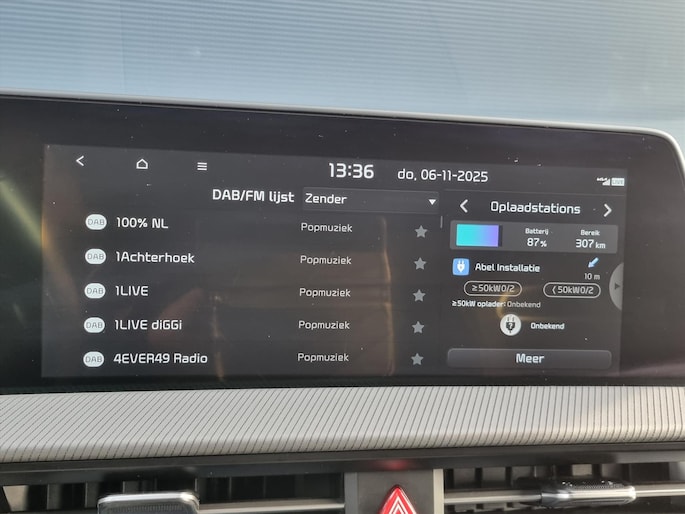 13:36 do, 06-11-2025
DAB/FM lijst Zender
DAB 100% NL Popmuziek
DAB 1Achterhoek Popmuziek
DAB 1LIVE Popmuziek
DAB 1LIVE diGGi Popmuziek
DAB 4EVER49 Radio Popmuziek
Oplaadstations
Batterij Bereik
87% 307 km
Abel Installatie
10 m
≥50kW0/2 <50kW0/2
≥50kW oplader: Onbekend
Onbekend
Meer